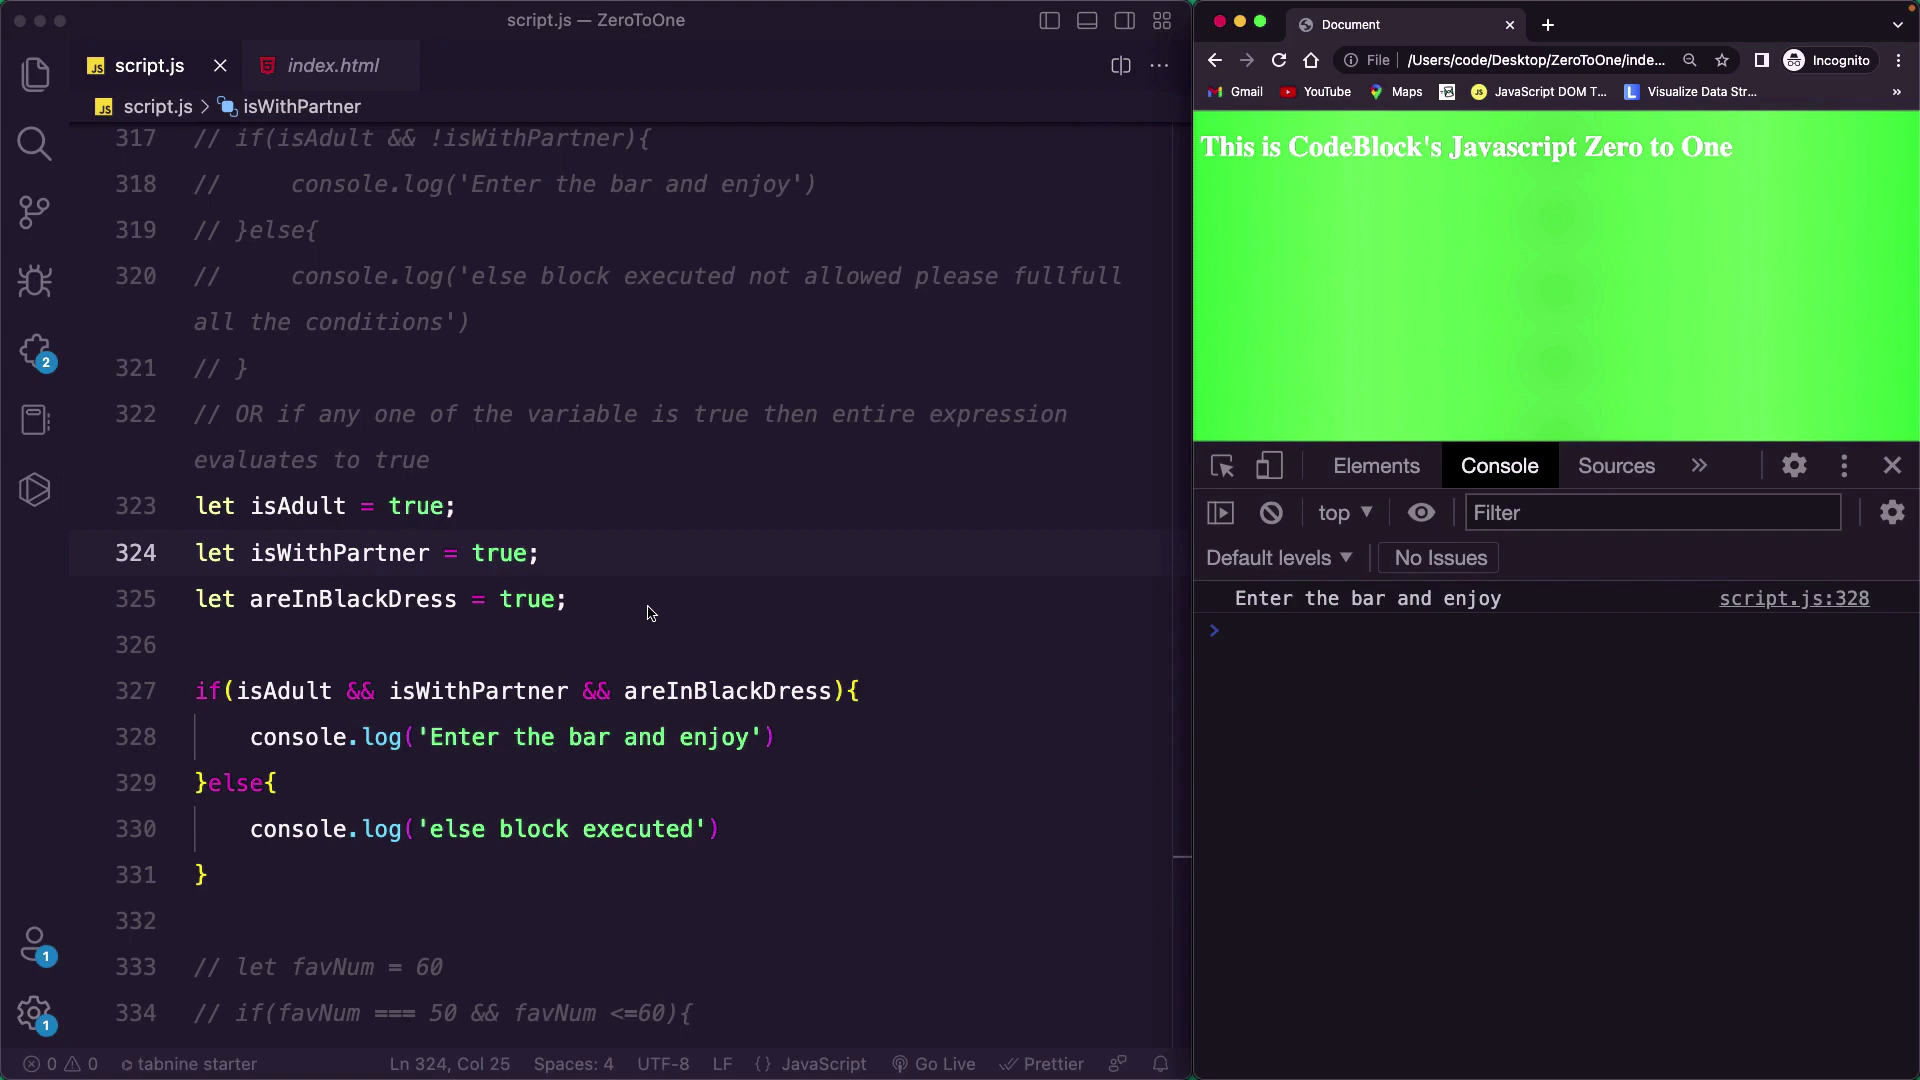 script.js — ZeroToOne
script.js
index.html
script.js > isWithPartner
317 // if(isAdult && !isWithPartner){
318 //     console.log('Enter the bar and enjoy')
319 // }else{
320 //     console.log('else block executed not allowed please fullfull
all the conditions')
321 // }
322 // OR if any one of the variable is true then entire expression
evaluates to true
323 let isAdult = true;
324 let isWithPartner = true;
325 let areInBlackDress = true;
326
327 if(isAdult && isWithPartner && areInBlackDress){
328     console.log('Enter the bar and enjoy')
329 }else{
330     console.log('else block executed')
331 }
332
333 // let favNum = 60
334 // if(favNum === 50 && favNum <=60){
2
1
1
0 0 tabnine starter Ln 324, Col 25 Spaces: 4 UTF-8 LF {} JavaScript Go Live Prettier
Document
File /Users/code/Desktop/ZeroToOne/inde... Incognito
Gmail YouTube Maps JS JavaScript DOM T... L Visualize Data Str... »
This is CodeBlock's Javascript Zero to One
Elements Console Sources »
top Filter
Default levels No Issues
Enter the bar and enjoy script.js:328
>